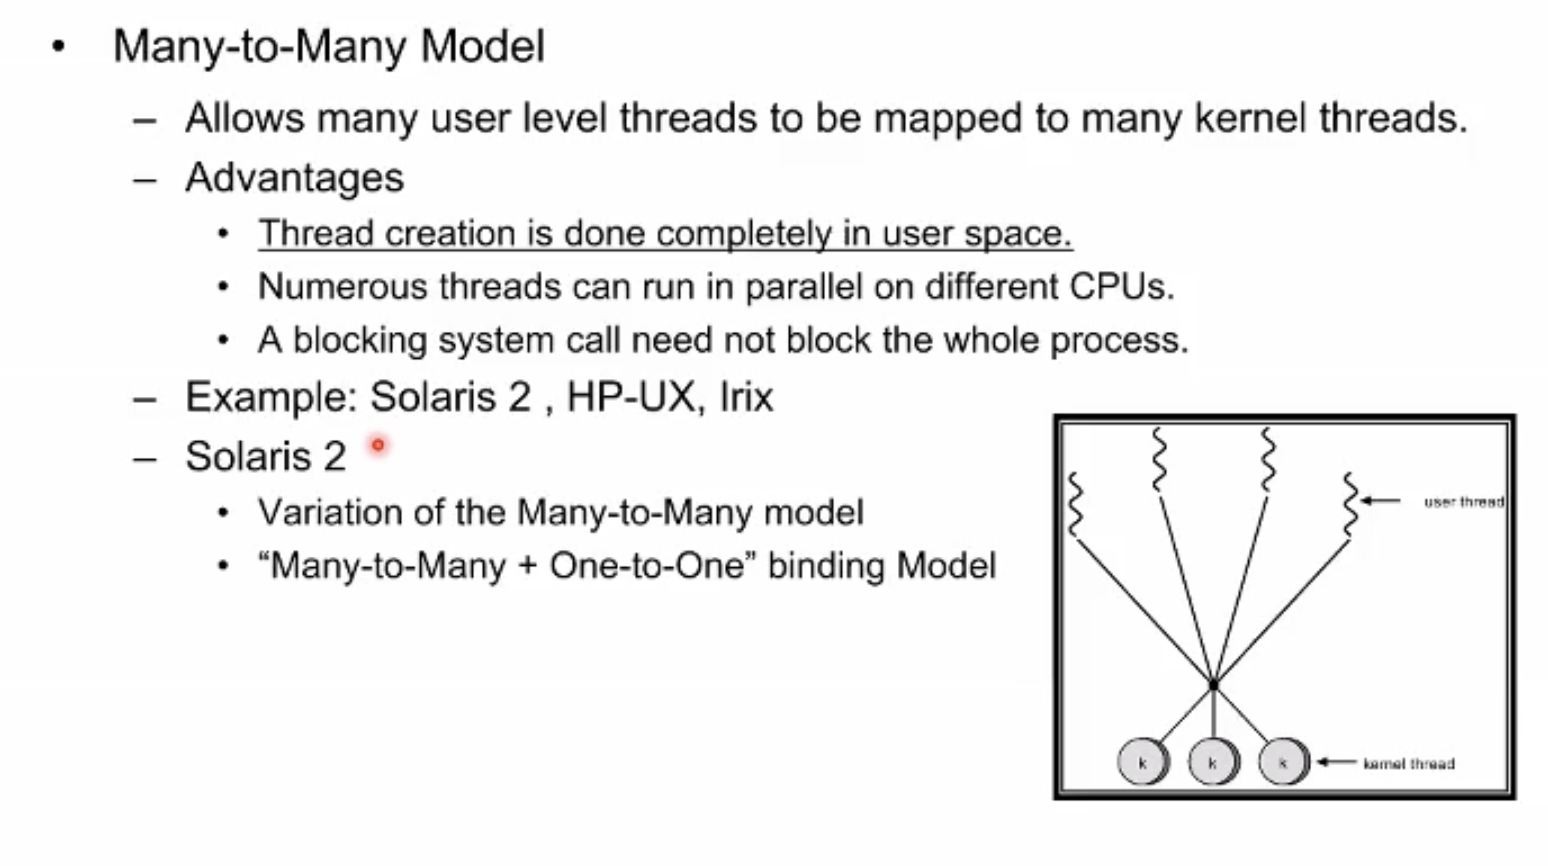 • Many-to-Many Model
– Allows many user level threads to be mapped to many kernel threads.
– Advantages
• Thread creation is done completely in user space.
• Numerous threads can run in parallel on different CPUs.
• A blocking system call need not block the whole process.
– Example: Solaris 2 , HP-UX, Irix
– Solaris 2
• Variation of the Many-to-Many model
• “Many-to-Many + One-to-One” binding Model
user thread
k k k
kernel thread